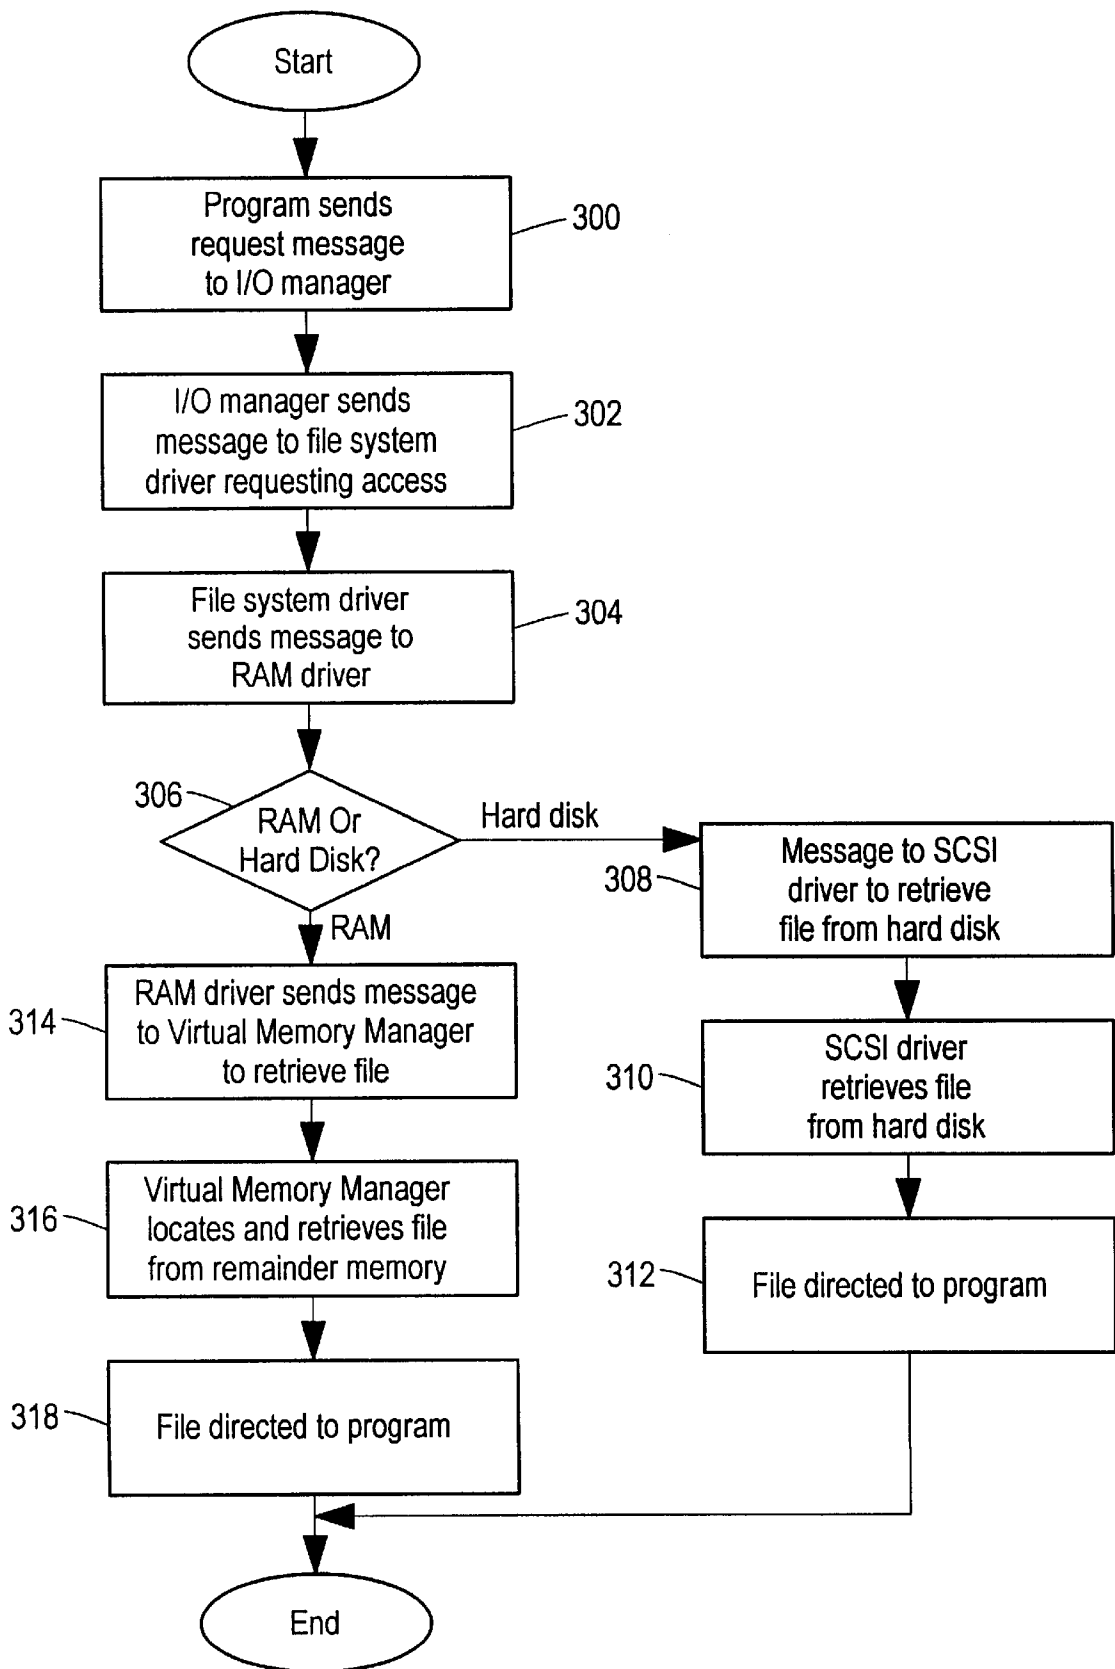 Start
Program sends
request message
to I/O manager
300
I/O manager sends
message to file system
driver requesting access
302
File system driver
sends message to
RAM driver
304
306
RAM Or
Hard Disk?
Hard disk
RAM
308
Message to SCSI
driver to retrieve
file from hard disk
314
RAM driver sends message
to Virtual Memory Manager
to retrieve file
310
SCSI driver
retrieves file
from hard disk
316
Virtual Memory Manager
locates and retrieves file
from remainder memory
312
File directed to program
318
File directed to program
End